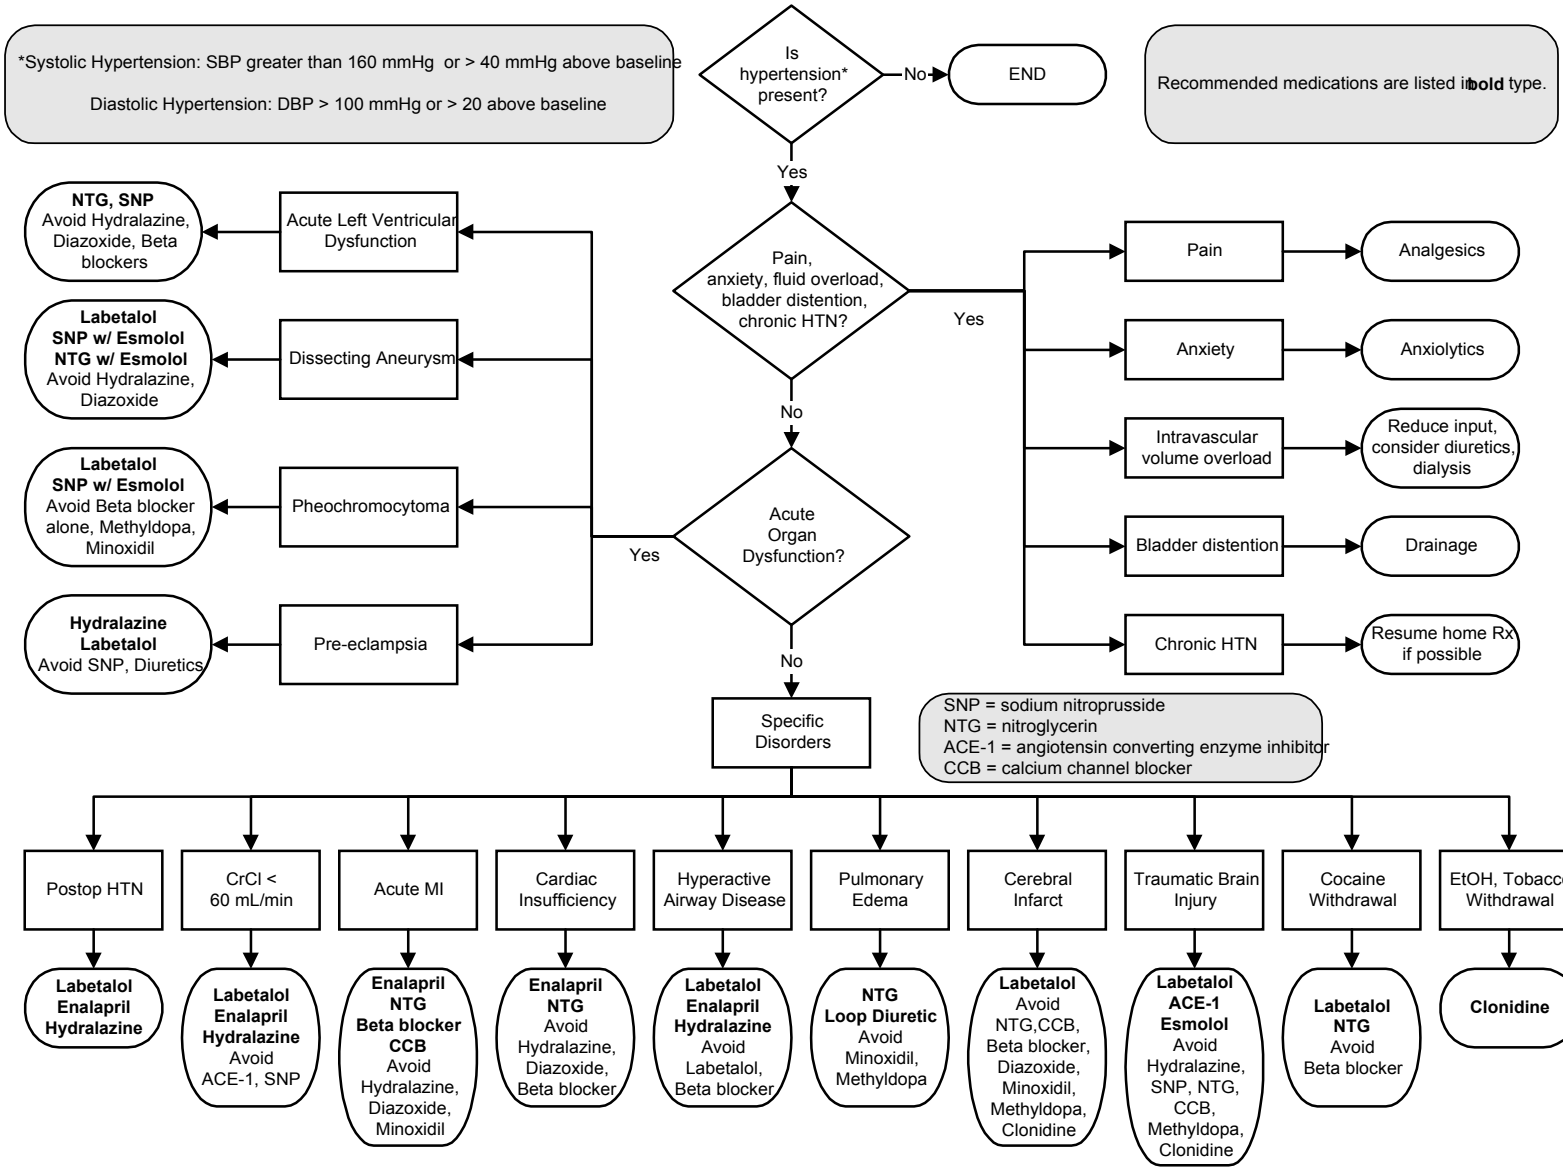 *Systolic Hypertension: SBP greater than 160 mmHg or > 40 mmHg above baseline
Diastolic Hypertension: DBP > 100 mmHg or > 20 above baseline
Is
hypertension*
present?
No
END
Recommended medications are listed in bold type.
Yes
Pain,
anxiety, fluid overload,
bladder distention,
chronic HTN?
Yes
Pain
Analgesics
Anxiety
Anxiolytics
Intravascular
volume overload
Reduce input,
consider diuretics,
dialysis
Bladder distention
Drainage
Chronic HTN
Resume home Rx
if possible
No
Acute
Organ
Dysfunction?
Yes
Acute Left Ventricular
Dysfunction
NTG, SNP
Avoid Hydralazine,
Diazoxide, Beta
blockers
Dissecting Aneurysm
Labetalol
SNP w/ Esmolol
NTG w/ Esmolol
Avoid Hydralazine,
Diazoxide
Pheochromocytoma
Labetalol
SNP w/ Esmolol
Avoid Beta blocker
alone, Methyldopa,
Minoxidil
Pre-eclampsia
Hydralazine
Labetalol
Avoid SNP, Diuretics
No
Specific
Disorders
SNP = sodium nitroprusside
NTG = nitroglycerin
ACE-1 = angiotensin converting enzyme inhibitor
CCB = calcium channel blocker
Postop HTN
Labetalol
Enalapril
Hydralazine
CrCl <
60 mL/min
Labetalol
Enalapril
Hydralazine
Avoid
ACE-1, SNP
Acute MI
Enalapril
NTG
Beta blocker
CCB
Avoid
Hydralazine,
Diazoxide,
Minoxidil
Cardiac
Insufficiency
Enalapril
NTG
Avoid
Hydralazine,
Diazoxide,
Beta blocker
Hyperactive
Airway Disease
Labetalol
Enalapril
Hydralazine
Avoid
Labetalol,
Beta blocker
Pulmonary
Edema
NTG
Loop Diuretic
Avoid
Minoxidil,
Methyldopa
Cerebral
Infarct
Labetalol
Avoid
NTG,CCB,
Beta blocker,
Diazoxide,
Minoxidil,
Methyldopa,
Clonidine
Traumatic Brain
Injury
Labetalol
ACE-1
Esmolol
Avoid
Hydralazine,
SNP, NTG,
CCB,
Methyldopa,
Clonidine
Cocaine
Withdrawal
Labetalol
NTG
Avoid
Beta blocker
EtOH, Tobacco
Withdrawal
Clonidine